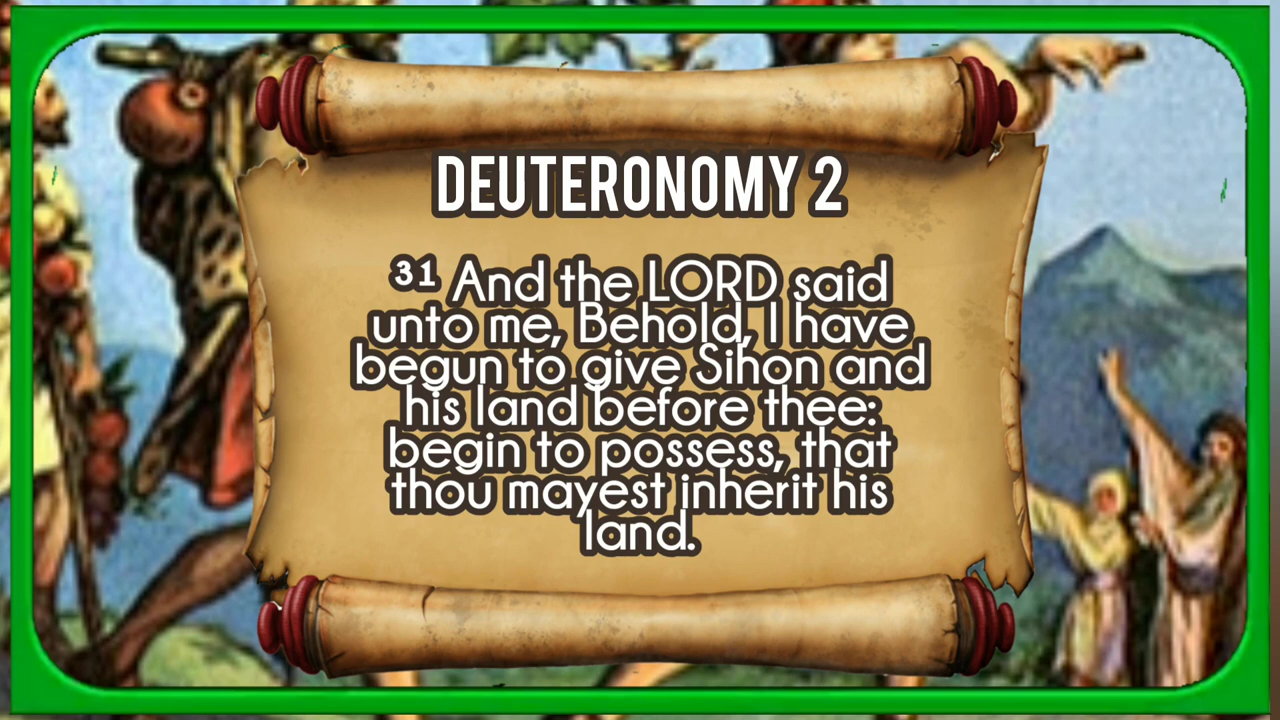 DEUTERONOMY 2
³¹ And the LORD said
unto me, Behold, I have
begun to give Sihon and
his land before thee:
begin to possess, that
thou mayest inherit his
land.